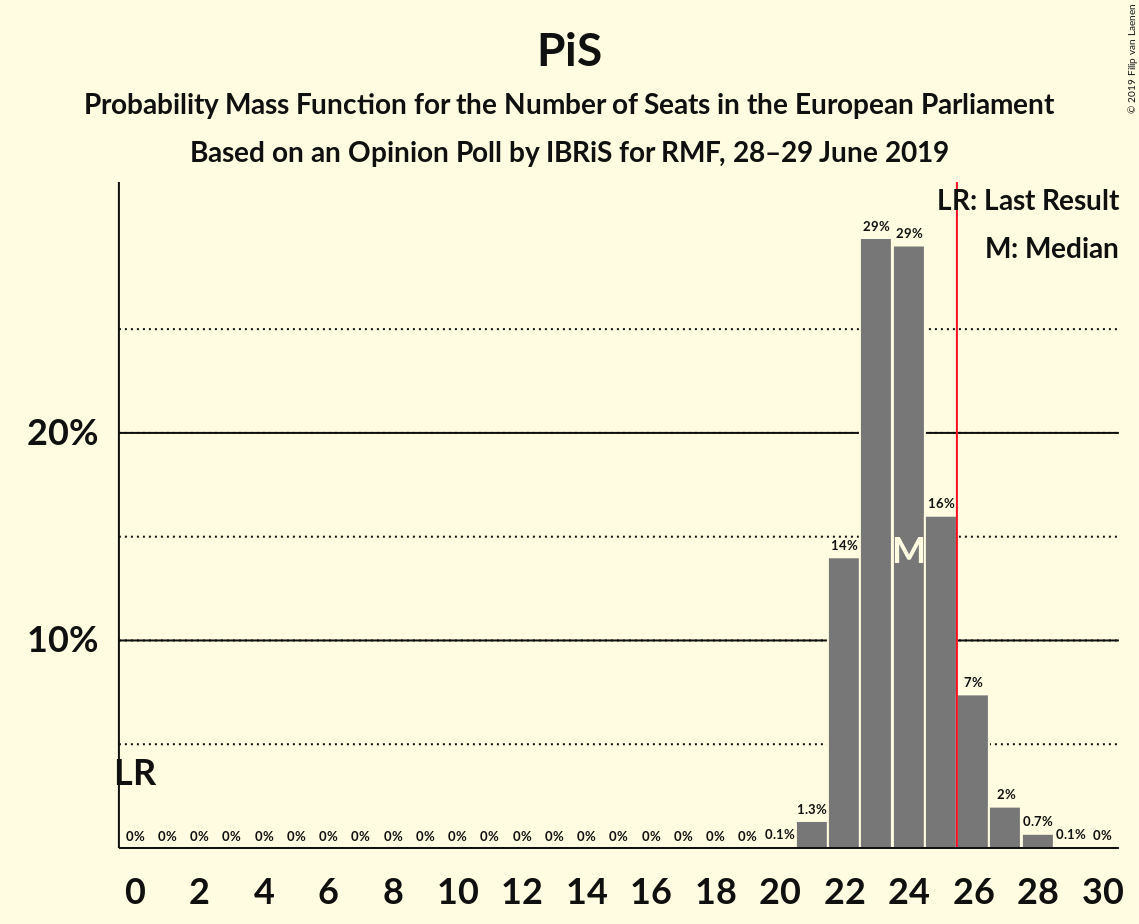 PiS
Probability Mass Function for the Number of Seats in the European Parliament
Based on an Opinion Poll by IBRiS for RMF, 28–29 June 2019
© 2019 Filip van Laenen
LR: Last Result
M: Median
29% 29%
20%
16%
14%
M
10%
7%
LR
2%
1.3%
0.7%
0% 0% 0% 0% 0% 0% 0% 0% 0% 0% 0% 0% 0% 0% 0% 0% 0% 0% 0% 0% 0.1% 0.1% 0%
0 2 4 6 8 10 12 14 16 18 20 22 24 26 28 30